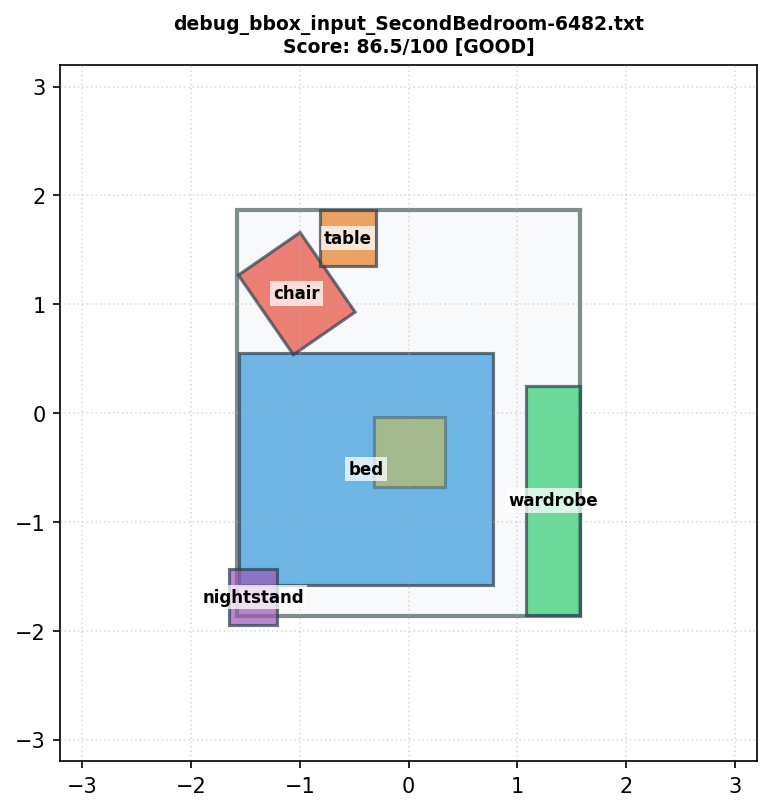 debug_bbox_input_SecondBedroom-6482.txt
Score: 86.5/100 [GOOD]
3
2
table
chair
1
0
bed
wardrobe
−1
nightstand
−2
−3
−3 −2 −1 0 1 2 3